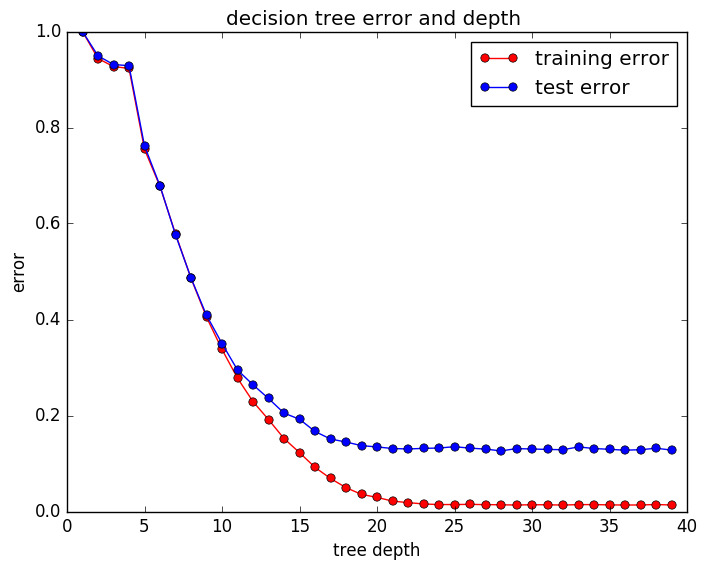 decision tree error and depth
training error
test error
1.0
0.8
0.6
0.4
0.2
0.0
error
0 5 10 15 20 25 30 35 40
tree depth